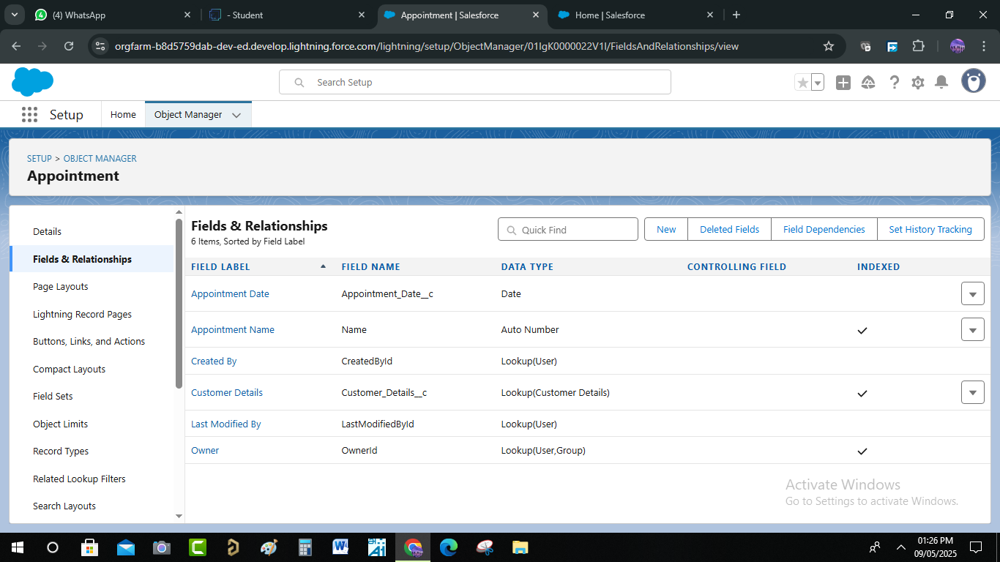 (4) WhatsApp
- Student
Appointment | Salesforce
Home | Salesforce
orgfarm-b8d5759dab-dev-ed.develop.lightning.force.com/lightning/setup/ObjectManager/01IgK0000022V1I/FieldsAndRelationships/view
Search Setup
Setup
Home
Object Manager
SETUP > OBJECT MANAGER
Appointment
Details
Fields & Relationships
Page Layouts
Lightning Record Pages
Buttons, Links, and Actions
Compact Layouts
Field Sets
Object Limits
Record Types
Related Lookup Filters
Search Layouts
Fields & Relationships
6 Items, Sorted by Field Label
Quick Find
New
Deleted Fields
Field Dependencies
Set History Tracking
FIELD LABEL FIELD NAME DATA TYPE CONTROLLING FIELD INDEXED
Appointment Date Appointment_Date__c Date
Appointment Name Name Auto Number
Created By CreatedById Lookup(User)
Customer Details Customer_Details__c Lookup(Customer Details)
Last Modified By LastModifiedById Lookup(User)
Owner OwnerId Lookup(User,Group)
Activate Windows
Go to Settings to activate Windows.
01:26 PM
09/05/2025